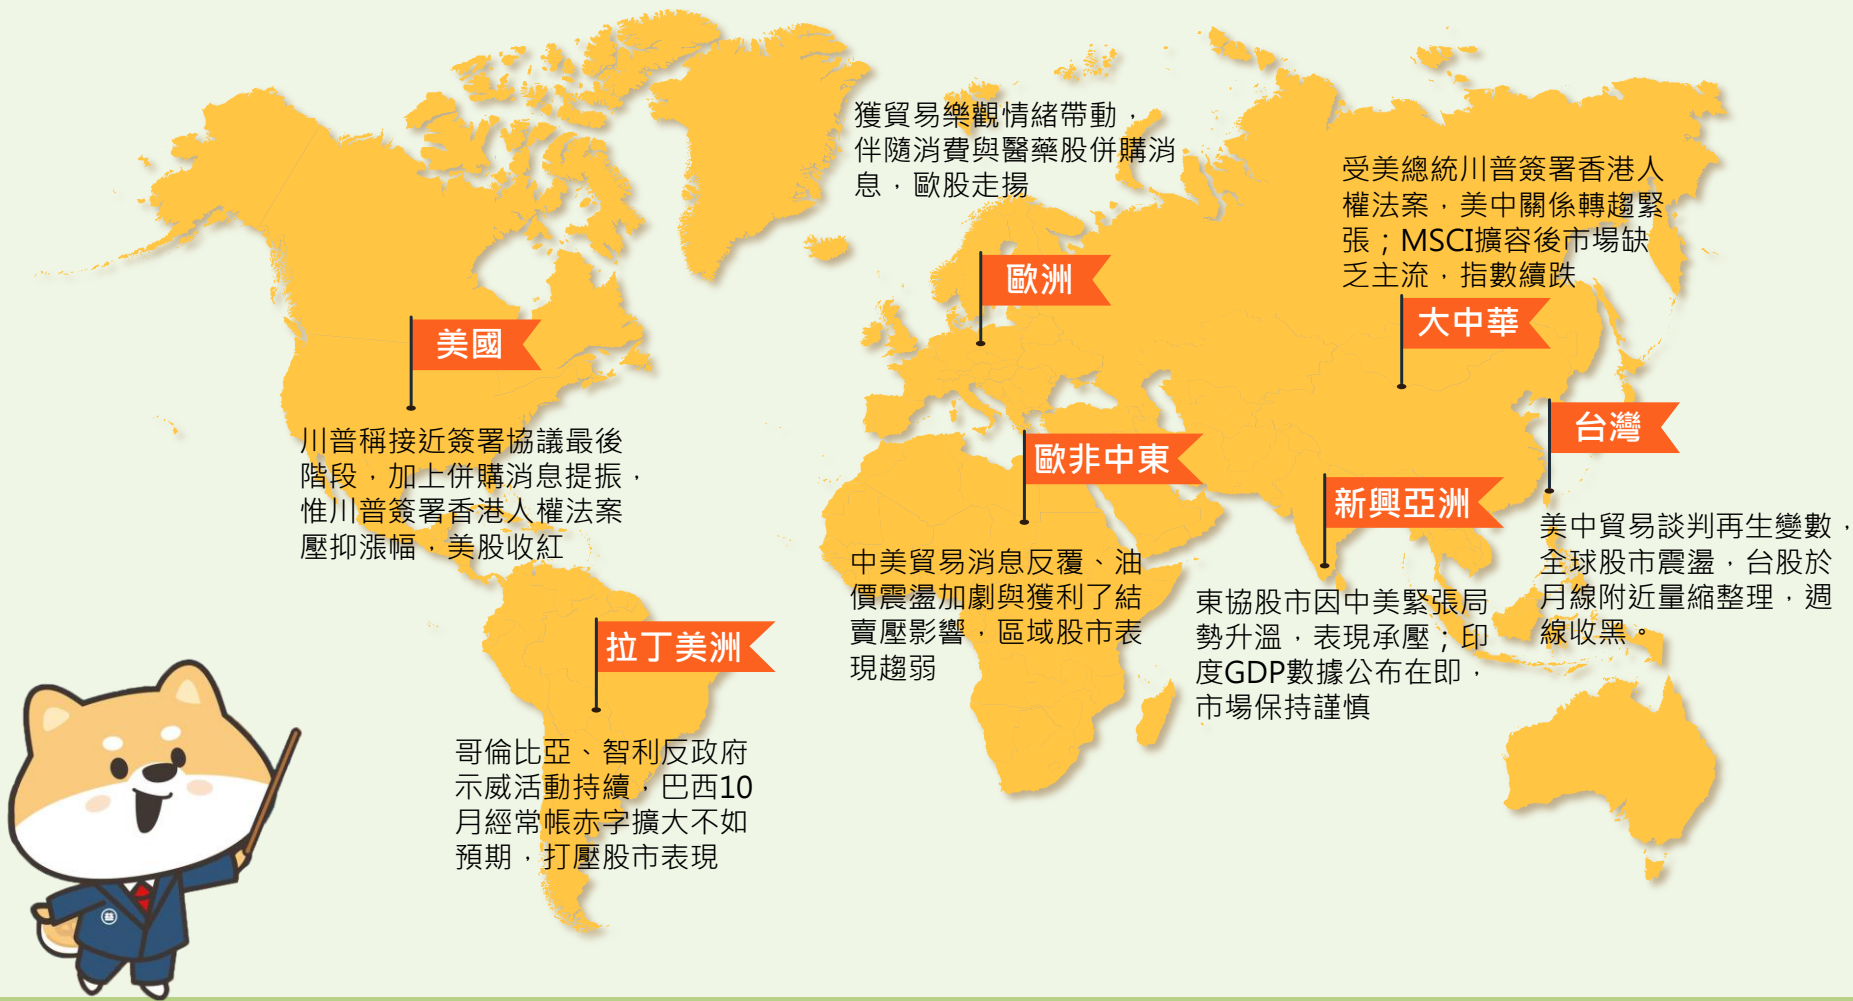 獲貿易樂觀情緒帶動，
伴隨消費與醫藥股併購消
息，歐股走揚
歐洲
受美總統川普簽署香港人
權法案，美中關係轉趨緊
張；MSCI擴容後市場缺
乏主流，指數續跌
大中華
美國
川普稱接近簽署協議最後
階段，加上併購消息提振，
惟川普簽署香港人權法案
壓抑漲幅，美股收紅
歐非中東
中美貿易消息反覆、油
價震盪加劇與獲利了結
賣壓影響，區域股市表
現趨弱
台灣
美中貿易談判再生變數，
全球股市震盪，台股於
月線附近量縮整理，週
線收黑。
新興亞洲
東協股市因中美緊張局
勢升溫，表現承壓；印
度GDP數據公布在即，
市場保持謹慎
拉丁美洲
哥倫比亞、智利反政府
示威活動持續，巴西10
月經常帳赤字擴大不如
預期，打壓股市表現